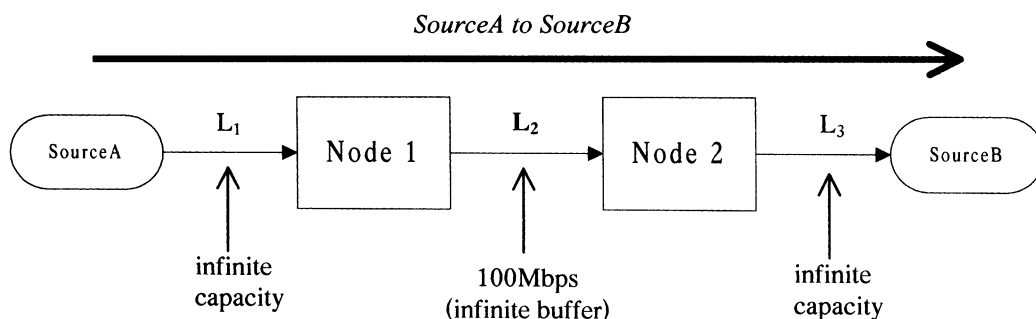 SourceA to SourceB
SourceA
L₁
Node 1
L₂
Node 2
L₃
SourceB
infinite
capacity
100Mbps
(infinite buffer)
infinite
capacity